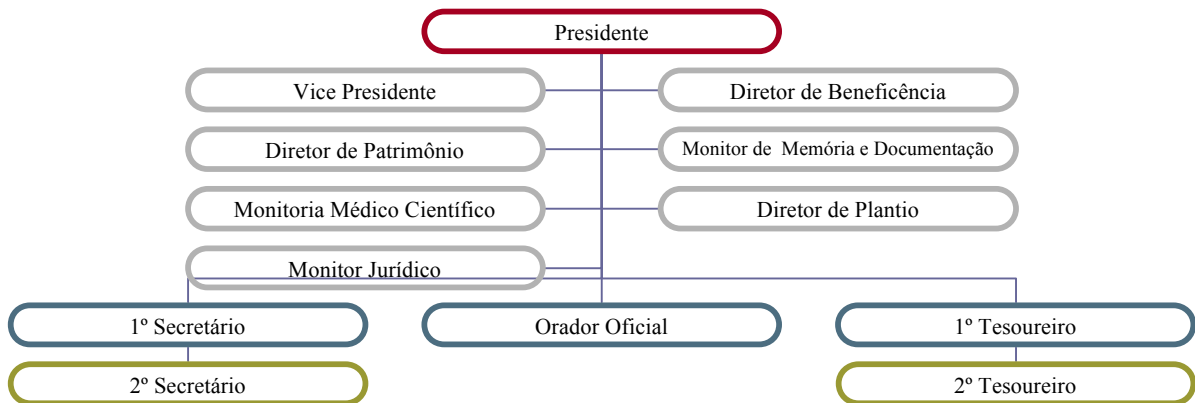 Presidente
Vice Presidente
Diretor de Beneficência
Diretor de Patrimônio
Monitor de Memória e Documentação
Monitoria Médico Científico
Diretor de Plantio
Monitor Jurídico
1º Secretário
Orador Oficial
1º Tesoureiro
2º Secretário
2º Tesoureiro